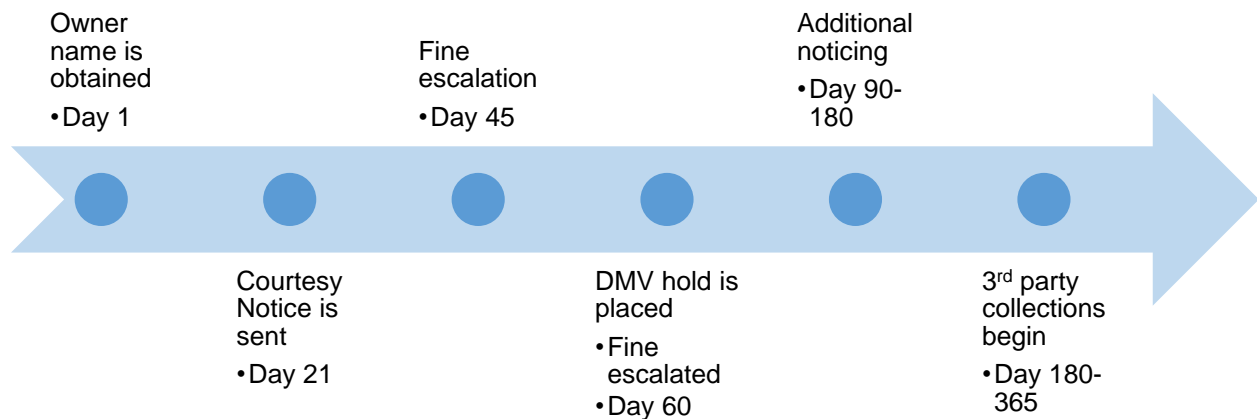 Owner
name is
obtained
•Day 1
Courtesy
Notice is
sent
•Day 21
Fine
escalation
•Day 45
DMV hold is
placed
•Fine
escalated
•Day 60
Additional
noticing
•Day 90-
180
3rd party
collections
begin
•Day 180-
365